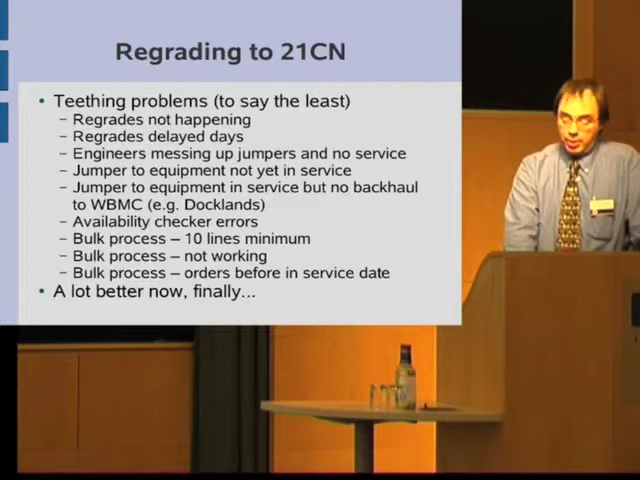 Regrading to 21CN
• Teething problems (to say the least)
– Regrades not happening
– Regrades delayed days
– Engineers messing up jumpers and no service
– Jumper to equipment not yet in service
– Jumper to equipment in service but no backhaul
to WBMC (e.g. Docklands)
– Availability checker errors
– Bulk process – 10 lines minimum
– Bulk process – not working
– Bulk process – orders before in service date
• A lot better now, finally...